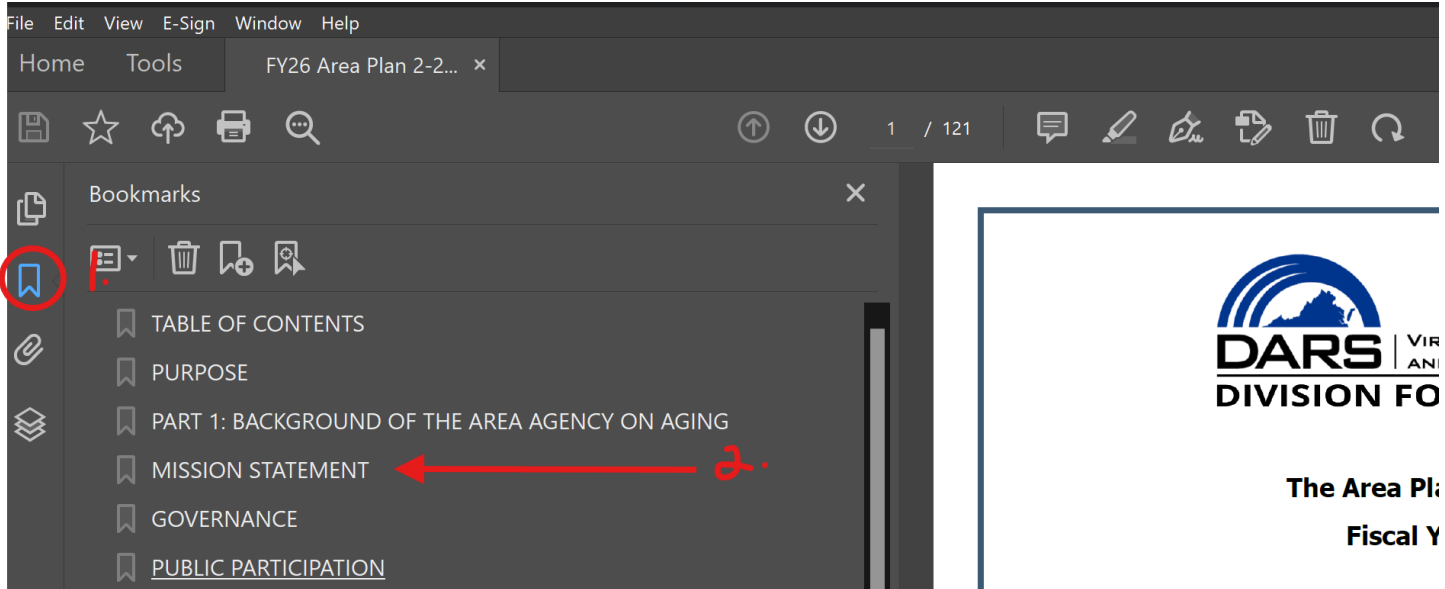 File Edit View E-Sign Window Help
Home Tools FY26 Area Plan 2-2... ×
1 / 121
Bookmarks
1.
TABLE OF CONTENTS
PURPOSE
PART 1: BACKGROUND OF THE AREA AGENCY ON AGING
MISSION STATEMENT 2.
GOVERNANCE
PUBLIC PARTICIPATION
DARS VIR
AN
DIVISION FO
The Area Pla
Fiscal Y